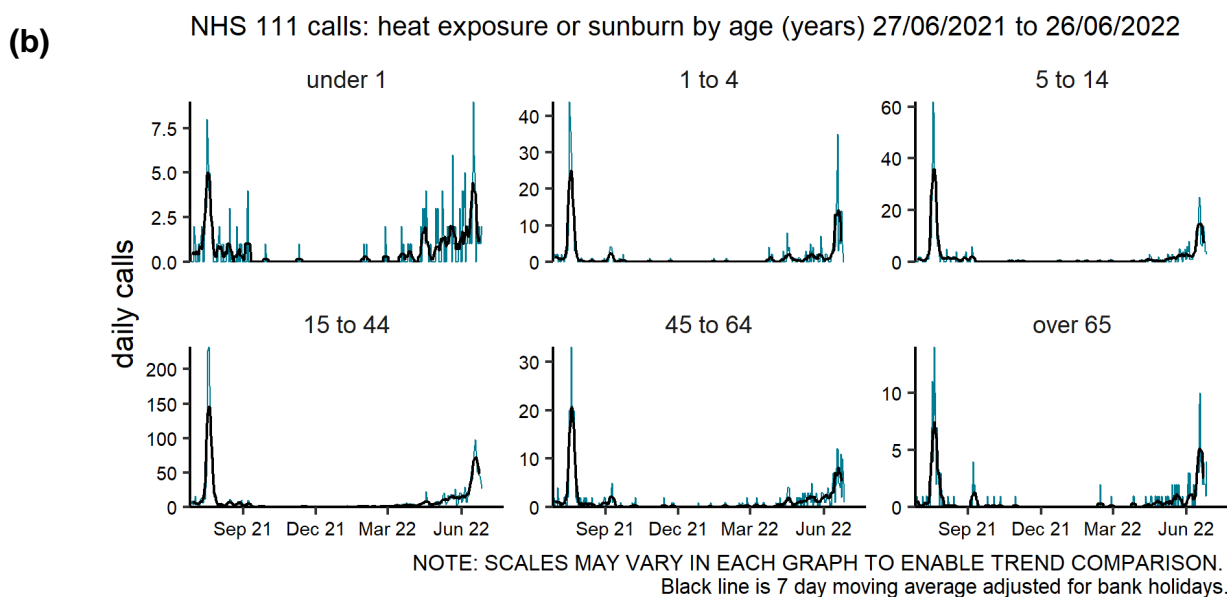 (b)
NHS 111 calls: heat exposure or sunburn by age (years) 27/06/2021 to 26/06/2022
daily calls
under 1
7.5
5.0
2.5
0.0
1 to 4
40
30
20
10
0
5 to 14
60
40
20
0
15 to 44
200
150
100
50
0
Sep 21 Dec 21 Mar 22 Jun 22
45 to 64
30
20
10
0
Sep 21 Dec 21 Mar 22 Jun 22
over 65
10
5
0
Sep 21 Dec 21 Mar 22 Jun 22
NOTE: SCALES MAY VARY IN EACH GRAPH TO ENABLE TREND COMPARISON.
Black line is 7 day moving average adjusted for bank holidays.